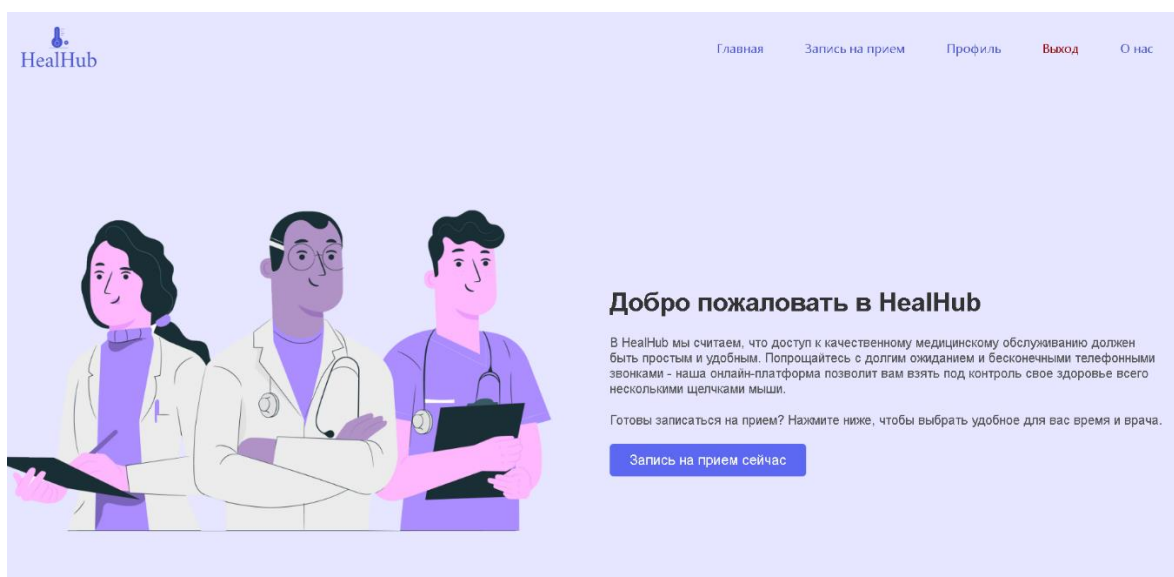 HealHub
Главная Запись на прием Профиль Выход О нас
Добро пожаловать в HealHub
В HealHub мы считаем, что доступ к качественному медицинскому обслуживанию должен
быть простым и удобным. Попрощайтесь с долгим ожиданием и бесконечными телефонными
звонками - наша онлайн-платформа позволит вам взять под контроль свое здоровье всего
несколькими щелчками мыши.
Готовы записаться на прием? Нажмите ниже, чтобы выбрать удобное для вас время и врача.
Запись на прием сейчас